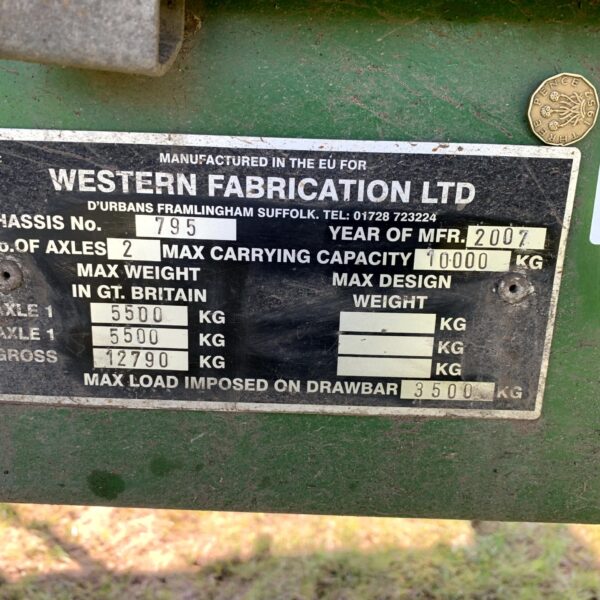 MANUFACTURED IN THE EU FOR
WESTERN FABRICATION LTD
D'URBANS FRAMLINGHAM SUFFOLK. TEL: 01728 723224
HASSIS No. 795 YEAR OF MFR. 2007
o. OF AXLES 2 MAX CARRYING CAPACITY 10000 KG
MAX WEIGHT
IN GT. BRITAIN
MAX DESIGN
WEIGHT
AXLE 1 5500 KG KG
AXLE 1 5500 KG KG
GROSS 12790 KG KG
MAX LOAD IMPOSED ON DRAWBAR 3500 KG
THREE PENCE